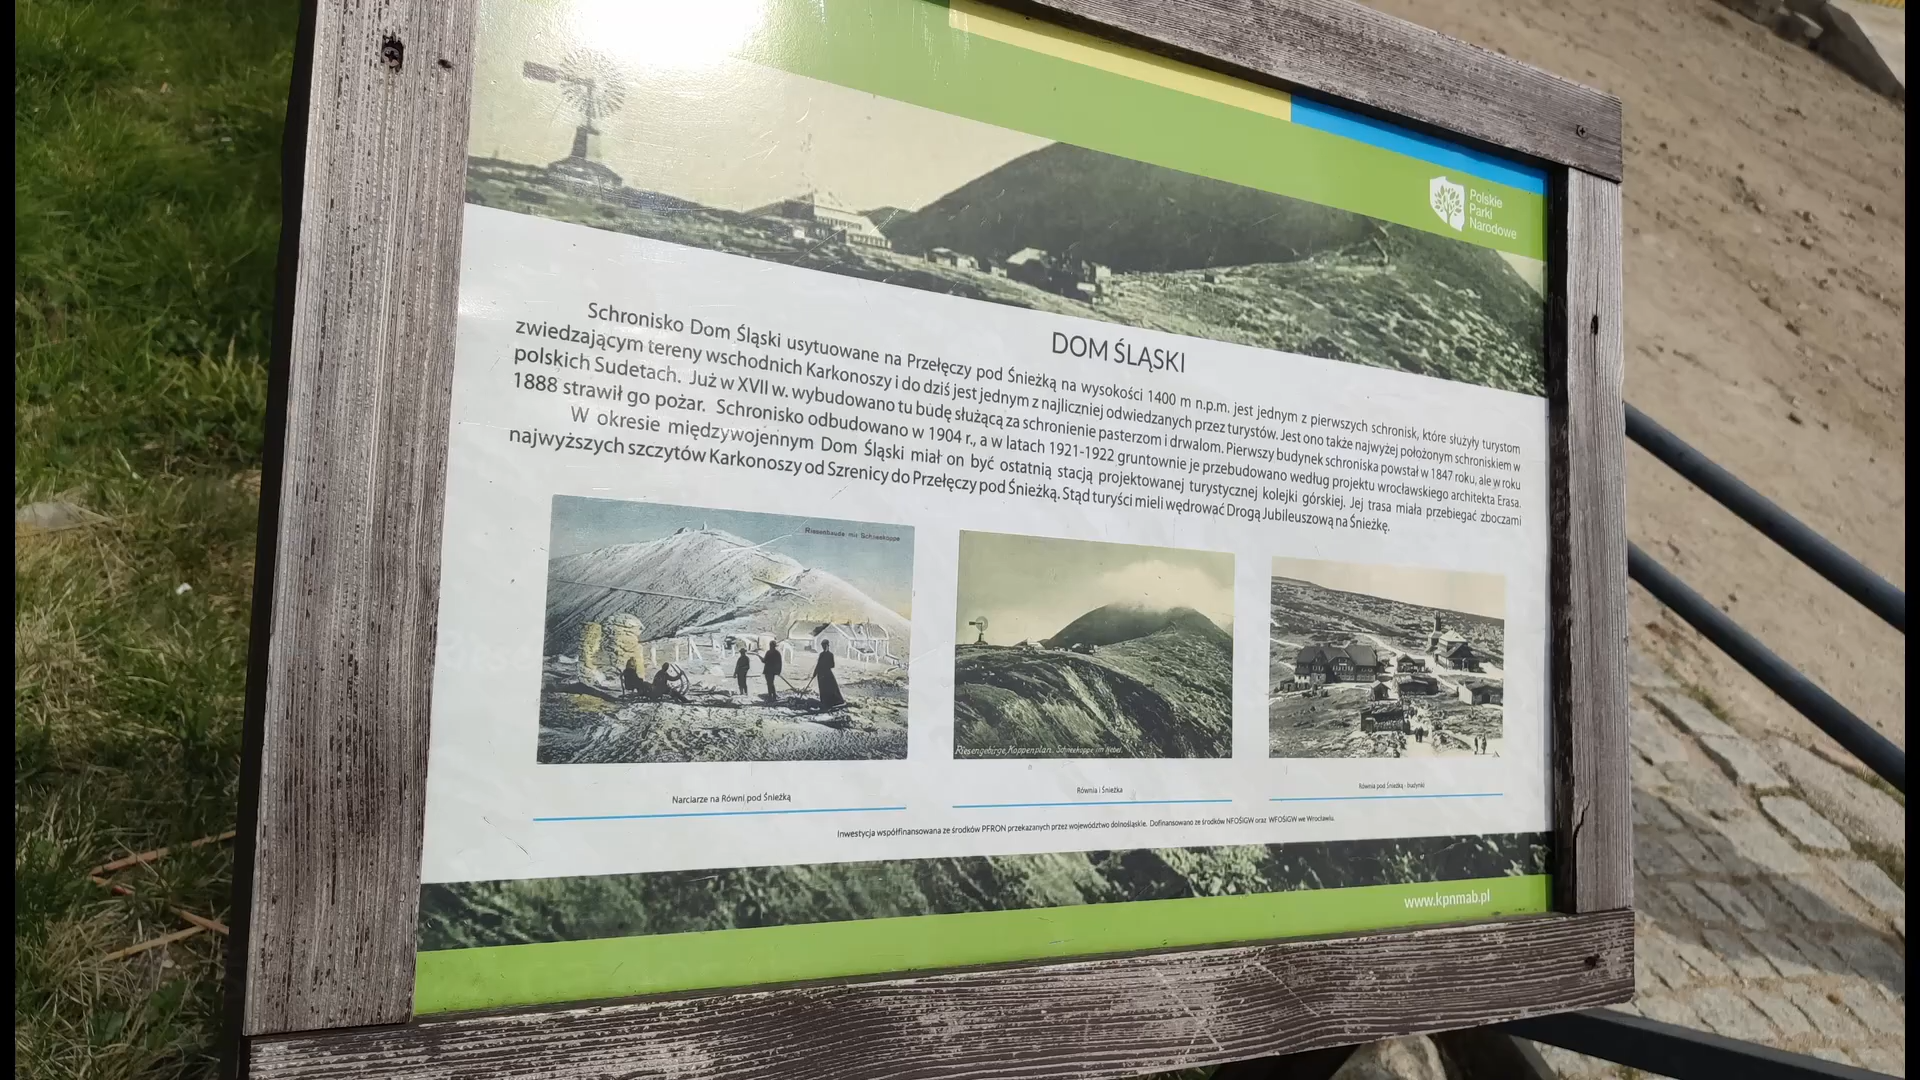 Polskie
Parki
Narodowe
DOM ŚLĄSKI
Schronisko Dom Śląski usytuowane na Przełęczy pod Śnieżką na wysokości 1400 m n.p.m. jest jednym z pierwszych schronisk, które służyły turystom
zwiedzającym tereny wschodnich Karkonoszy i do dziś jest jednym z najliczniej odwiedzanych przez turystów. Jest ono także najwyżej położonym schroniskiem w
polskich Sudetach. Już w XVII w. wybudowano tu budę służącą za schronienie pasterzom i drwalom. Pierwszy budynek schroniska powstał w 1847 roku, ale w roku
1888 strawił go pożar. Schronisko odbudowano w 1904 r., a w latach 1921-1922 gruntownie je przebudowano według projektu wrocławskiego architekta Erasa.
W okresie międzywojennym Dom Śląski miał on być ostatnią stacją projektowanej turystycznej kolejki górskiej. Jej trasa miała przebiegać zboczami
najwyższych szczytów Karkonoszy od Szrenicy do Przełęczy pod Śnieżką. Stąd turyści mieli wędrować Drogą Jubileuszową na Śnieżkę.
Riesenbaude mit Schneekoppe
Riesengebirge, Koppenplan. Schneekoppe im Nebel.
Narciarze na Równi pod Śnieżką
Równia i Śnieżka
Równia pod Śnieżką - budynki
Inwestycja współfinansowana ze środków PFRON przekazanych przez województwo dolnośląskie. Dofinansowano ze środków NFOŚiGW oraz WFOŚiGW we Wrocławiu.
www.kpnmab.pl